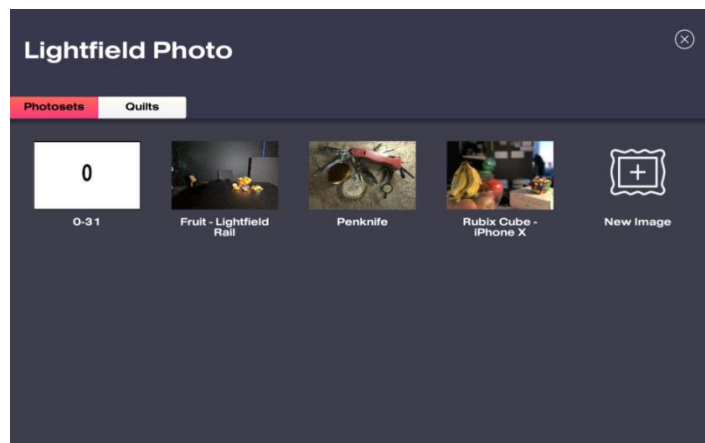 Lightfield Photo
Photosets
Quilts
0
0-31
Fruit - Lightfield
Rail
Penknife
Rubix Cube -
iPhone X
New Image